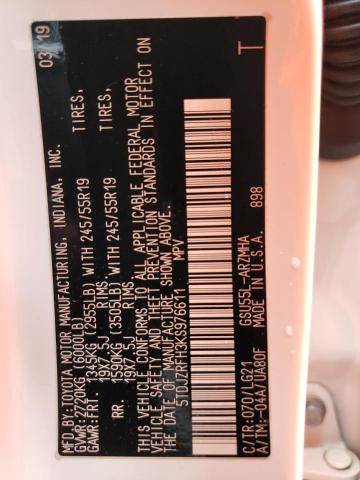 MFD.BY:TOYOTA MOTOR MANUFACTURING, INDIANA, INC. 03/19
GVWR:2720KG (6000LB)
GAWR:FRT. 1345KG (2955LB) WITH 245/55R19 TIRES,
19X7.5J RIMS
RR. 1590KG (3505LB) WITH 245/55R19 TIRES,
19X7.5J RIMS
THIS VEHICLE CONFORMS TO ALL APPLICABLE FEDERAL MOTOR
VEHICLE SAFETY AND THEFT PREVENTION STANDARDS IN EFFECT ON
THE DATE OF MANUFACTURE SHOWN ABOVE.
5TDJZRFH3KS976611 MPV
C/TR:070/LG21 GSU55L-ARZMHA
A/TM:-04A/UA80F MADE IN U.S.A. 898
T